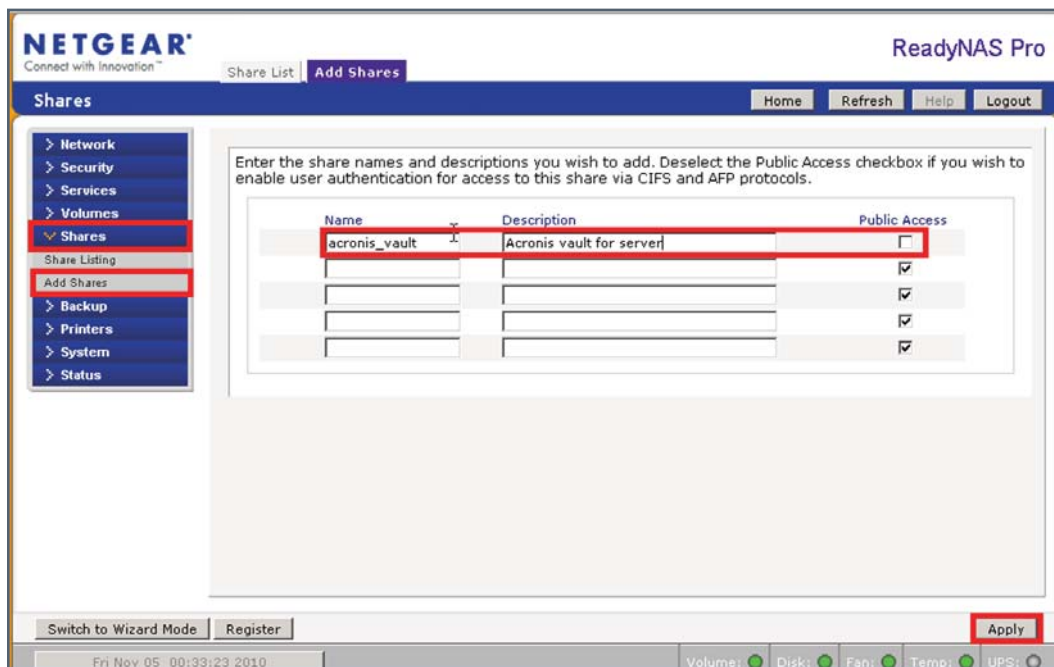 NETGEAR®
Connect with Innovation™
ReadyNAS Pro
Share List Add Shares
Shares Home Refresh Help Logout
> Network
> Security
> Services
> Volumes
Shares
Share Listing
Add Shares
> Backup
> Printers
> System
> Status
Enter the share names and descriptions you wish to add. Deselect the Public Access checkbox if you wish to
enable user authentication for access to this share via CIFS and AFP protocols.
Name Description Public Access
acronis_vault Acronis vault for server
Switch to Wizard Mode Register Apply
Fri Nov 05 00:33:23 2010 Volume: Disk: Fan: Temp: UPS: